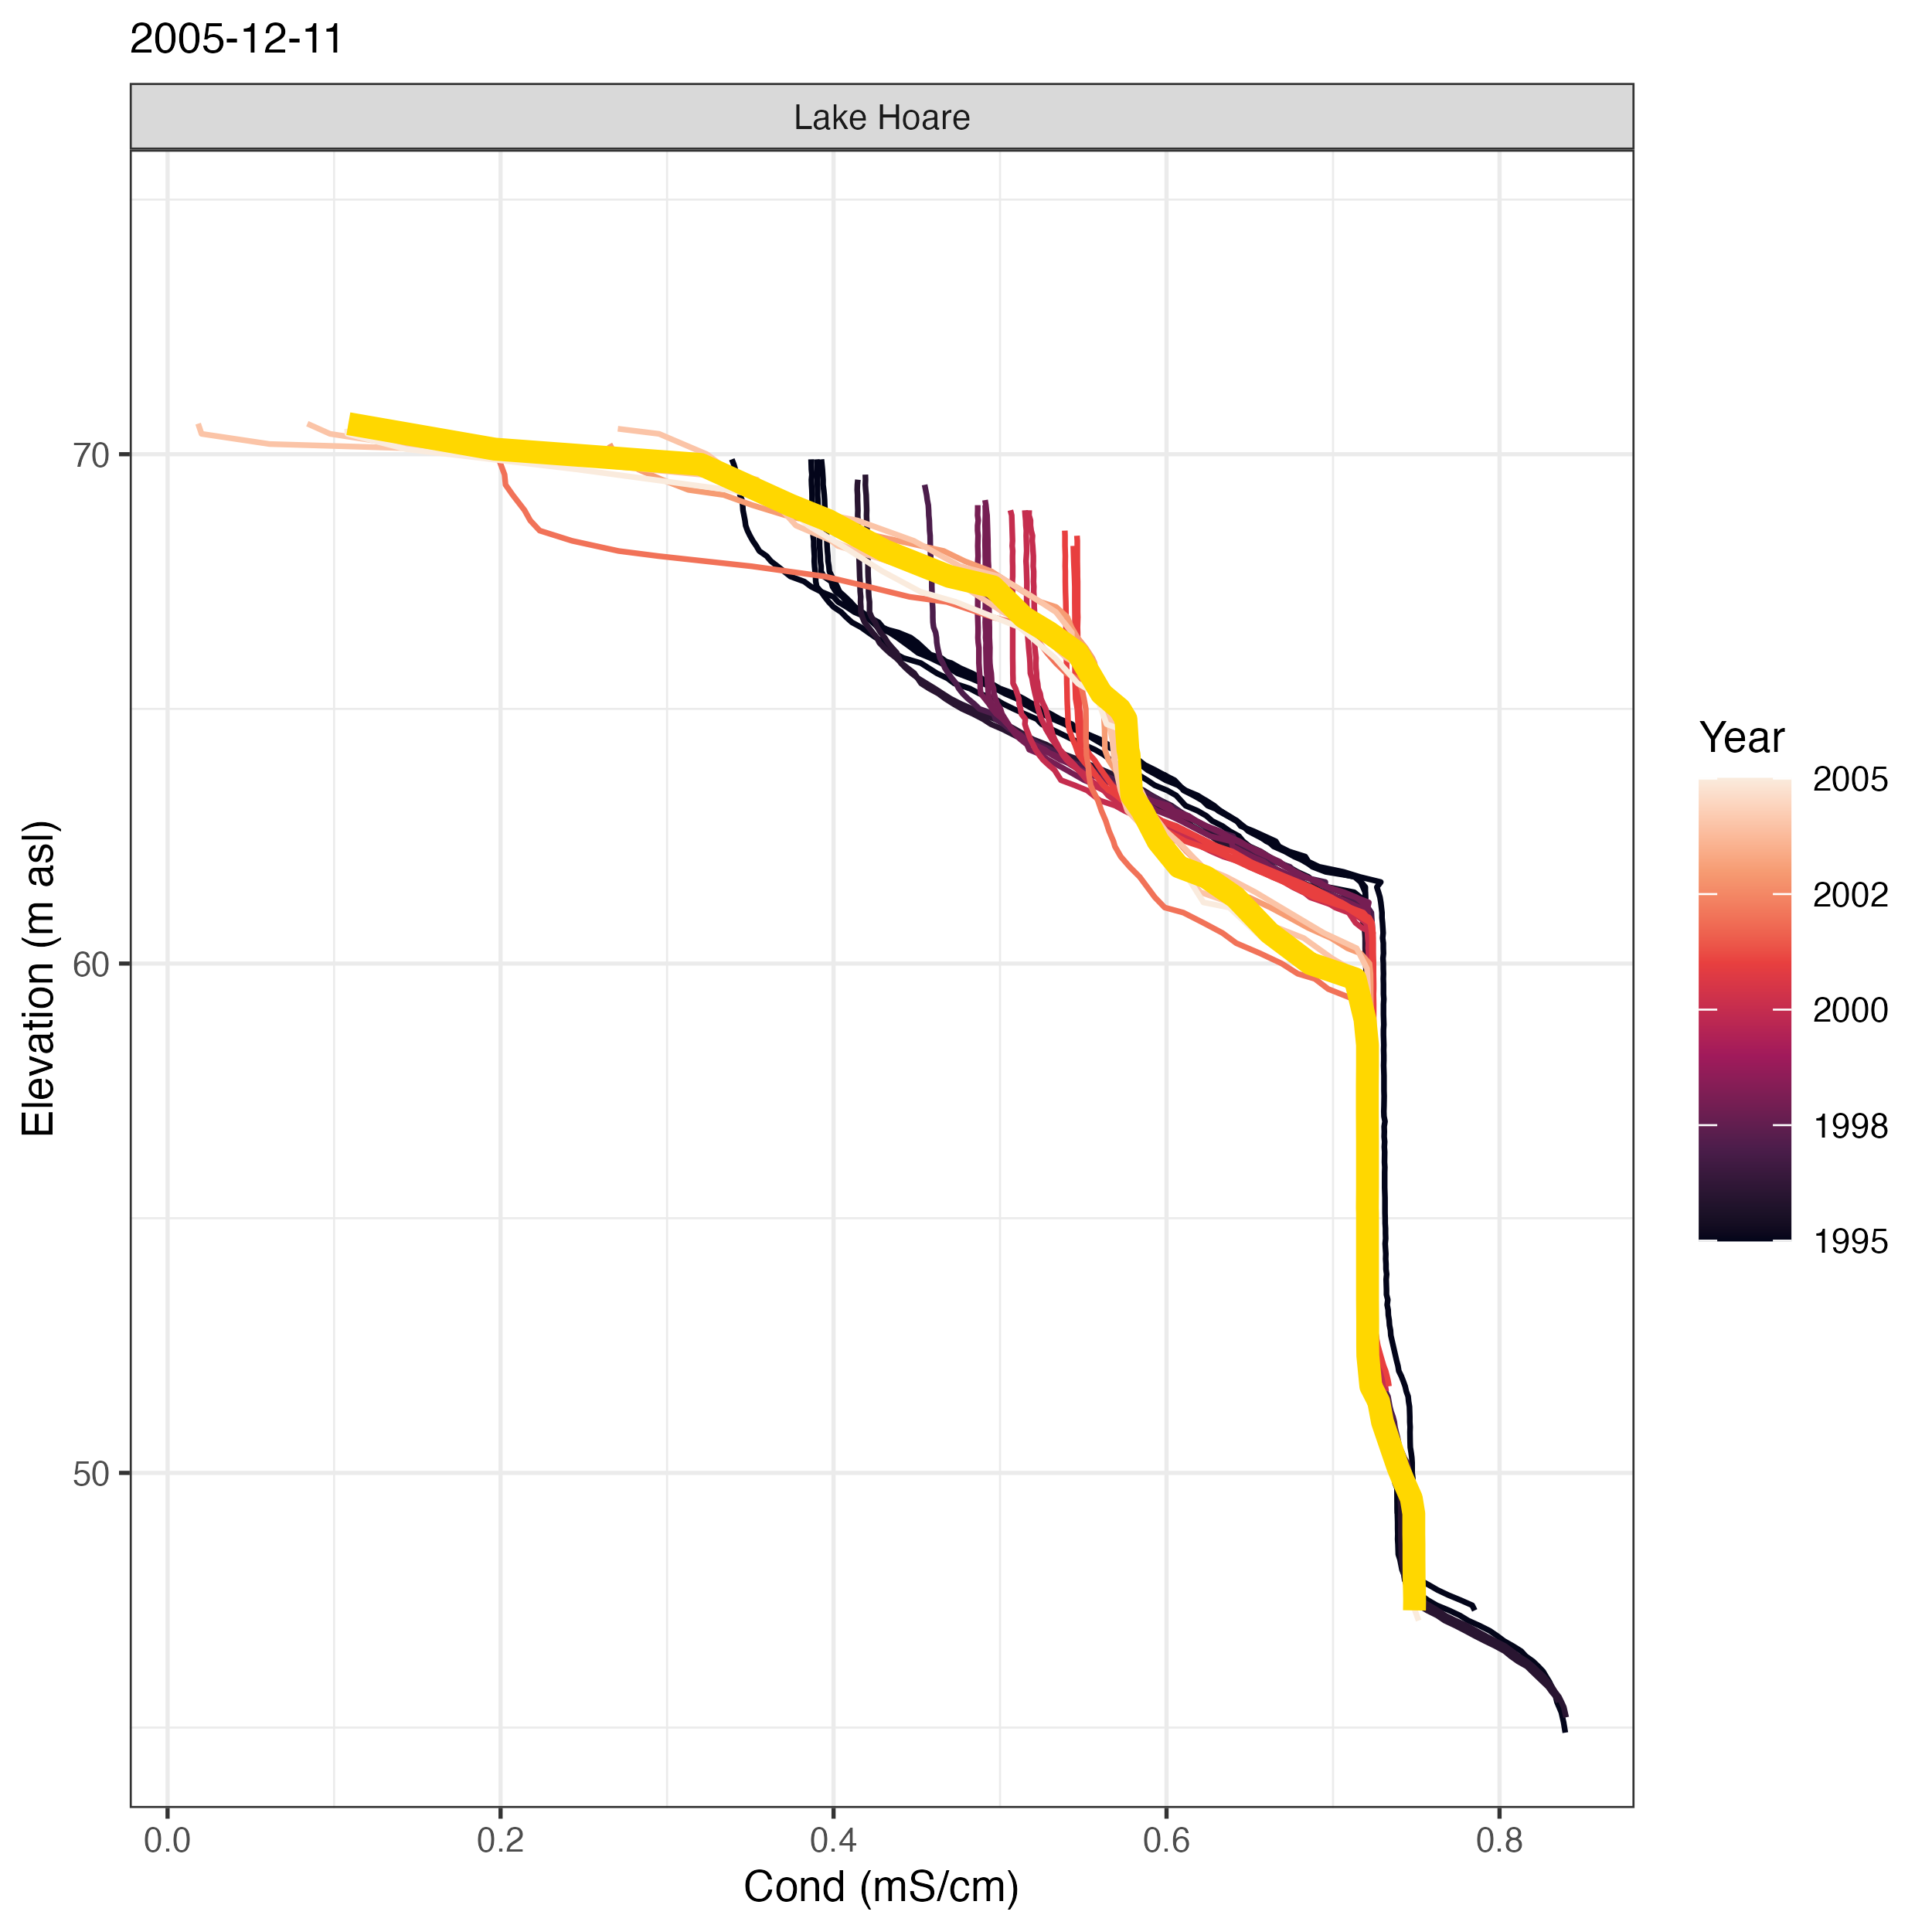 2005-12-11
Lake Hoare
70
60
50
Elevation (m asl)
0.0 0.2 0.4 0.6 0.8
Cond (mS/cm)
Year
2005
2002
2000
1998
1995